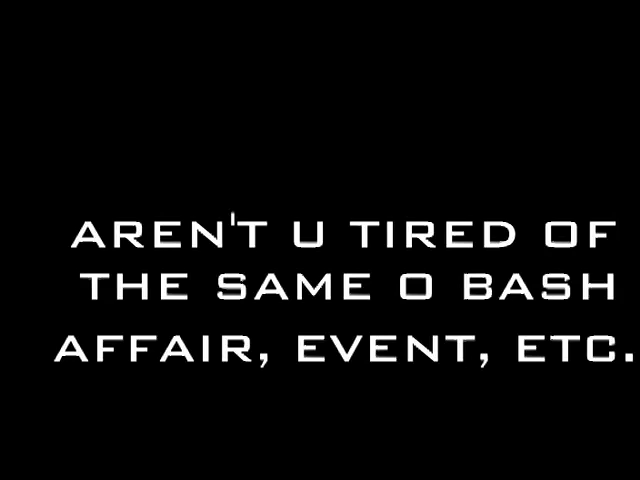 AREN'T U TIRED OF
THE SAME O BASH
AFFAIR, EVENT, ETC.